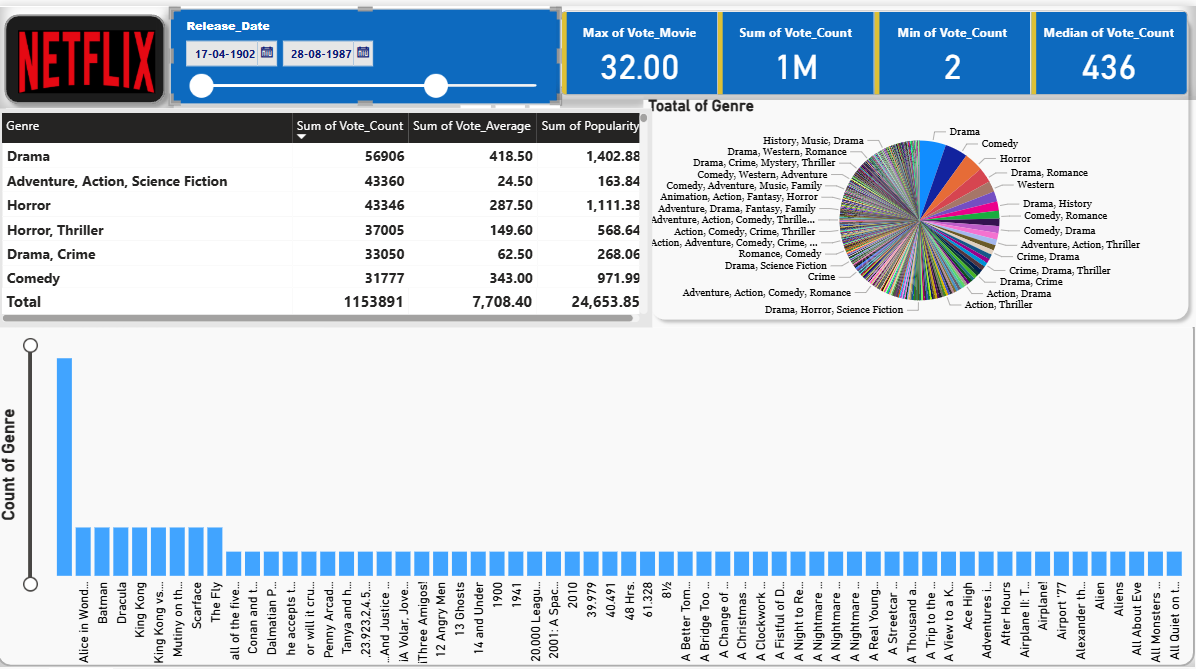 NETFLIX
Release_Date
17-04-1902
28-08-1987
Max of Vote_Movie
32.00
Sum of Vote_Count
1M
Min of Vote_Count
2
Median of Vote_Count
436
Genre Sum of Vote_Count Sum of Vote_Average Sum of Popularity
Drama 56906 418.50 1,402.88
Adventure, Action, Science Fiction 43360 24.50 163.84
Horror 43346 287.50 1,111.38
Horror, Thriller 37005 149.60 568.64
Drama, Crime 33050 62.50 268.06
Comedy 31777 343.00 971.99
Total 1153891 7,708.40 24,653.85
Toatal of Genre
History, Music, Drama
Drama, Western, Romance
Drama, Crime, Mystery, Thriller
Comedy, Western, Adventure
Comedy, Adventure, Music, Family
Animation, Action, Fantasy, Horror
Adventure, Drama, Fantasy, Family
Adventure, Action, Comedy, Thrille...
Action, Comedy, Crime, Thriller
Action, Adventure, Comedy, Crime, ...
Romance, Comedy
Drama, Science Fiction
Crime
Adventure, Action, Comedy, Romance
Drama, Horror, Science Fiction
Drama
Comedy
Horror
Drama, Romance
Western
Drama, History
Comedy, Romance
Comedy, Drama
Adventure, Action, Thriller
Crime, Drama
Crime, Drama, Thriller
Drama, Crime
Action, Drama
Action, Thriller
Count of Genre
Alice in Wond...
Batman
Dracula
King Kong
King Kong vs...
Mutiny on th...
Scarface
The Fly
all of the five...
Conan and t...
Dalmatian P...
he accepts t...
or will it cru...
Penny Arcad...
Tanya and h...
,23,923,2,4,5...
...And Justice ...
¡A Volar, Jove...
¡Three Amigos!
12 Angry Men
13 Ghosts
14 and Under
1900
1941
20,000 Leagu...
2001: A Spac...
2010
39.979
40.491
48 Hrs.
61.328
8½
A Better Tom...
A Bridge Too ...
A Change of ...
A Christmas ...
A Clockwork ...
A Fistful of D...
A Night to Re...
A Nightmare ...
A Nightmare ...
A Nightmare ...
A Real Young...
A Streetcar ...
A Thousand a...
A Trip to the ...
A View to a K...
Ace High
Adventures i...
After Hours
Airplane II: T...
Airplane!
Airport '77
Alexander th...
Alien
Aliens
All About Eve
All Monsters ...
All Quiet on t...